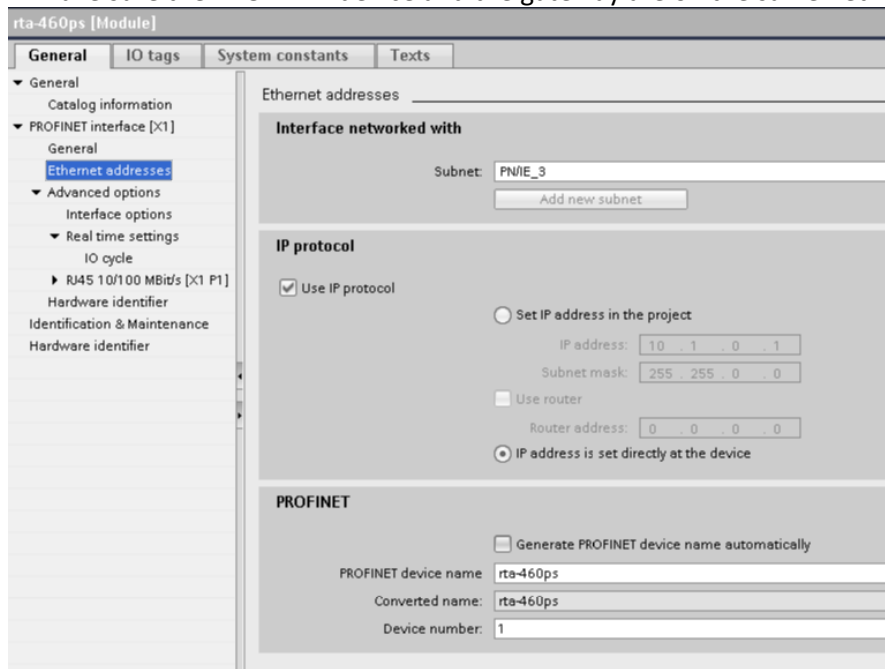 rta-460ps [Module]
General IO tags System constants Texts
General
Catalog information
PROFINET interface [X1]
General
Ethernet addresses
Advanced options
Interface options
Real time settings
IO cycle
RJ45 10/100 MBit/s [X1 P1]
Hardware identifier
Identification & Maintenance
Hardware identifier
Ethernet addresses
Interface networked with
Subnet: PN/IE_3
Add new subnet
IP protocol
Use IP protocol
Set IP address in the project
IP address: 10 . 1 . 0 . 1
Subnet mask: 255 . 255 . 0 . 0
Use router
Router address: 0 . 0 . 0 . 0
IP address is set directly at the device
PROFINET
Generate PROFINET device name automatically
PROFINET device name rta-460ps
Converted name: rta-460ps
Device number: 1